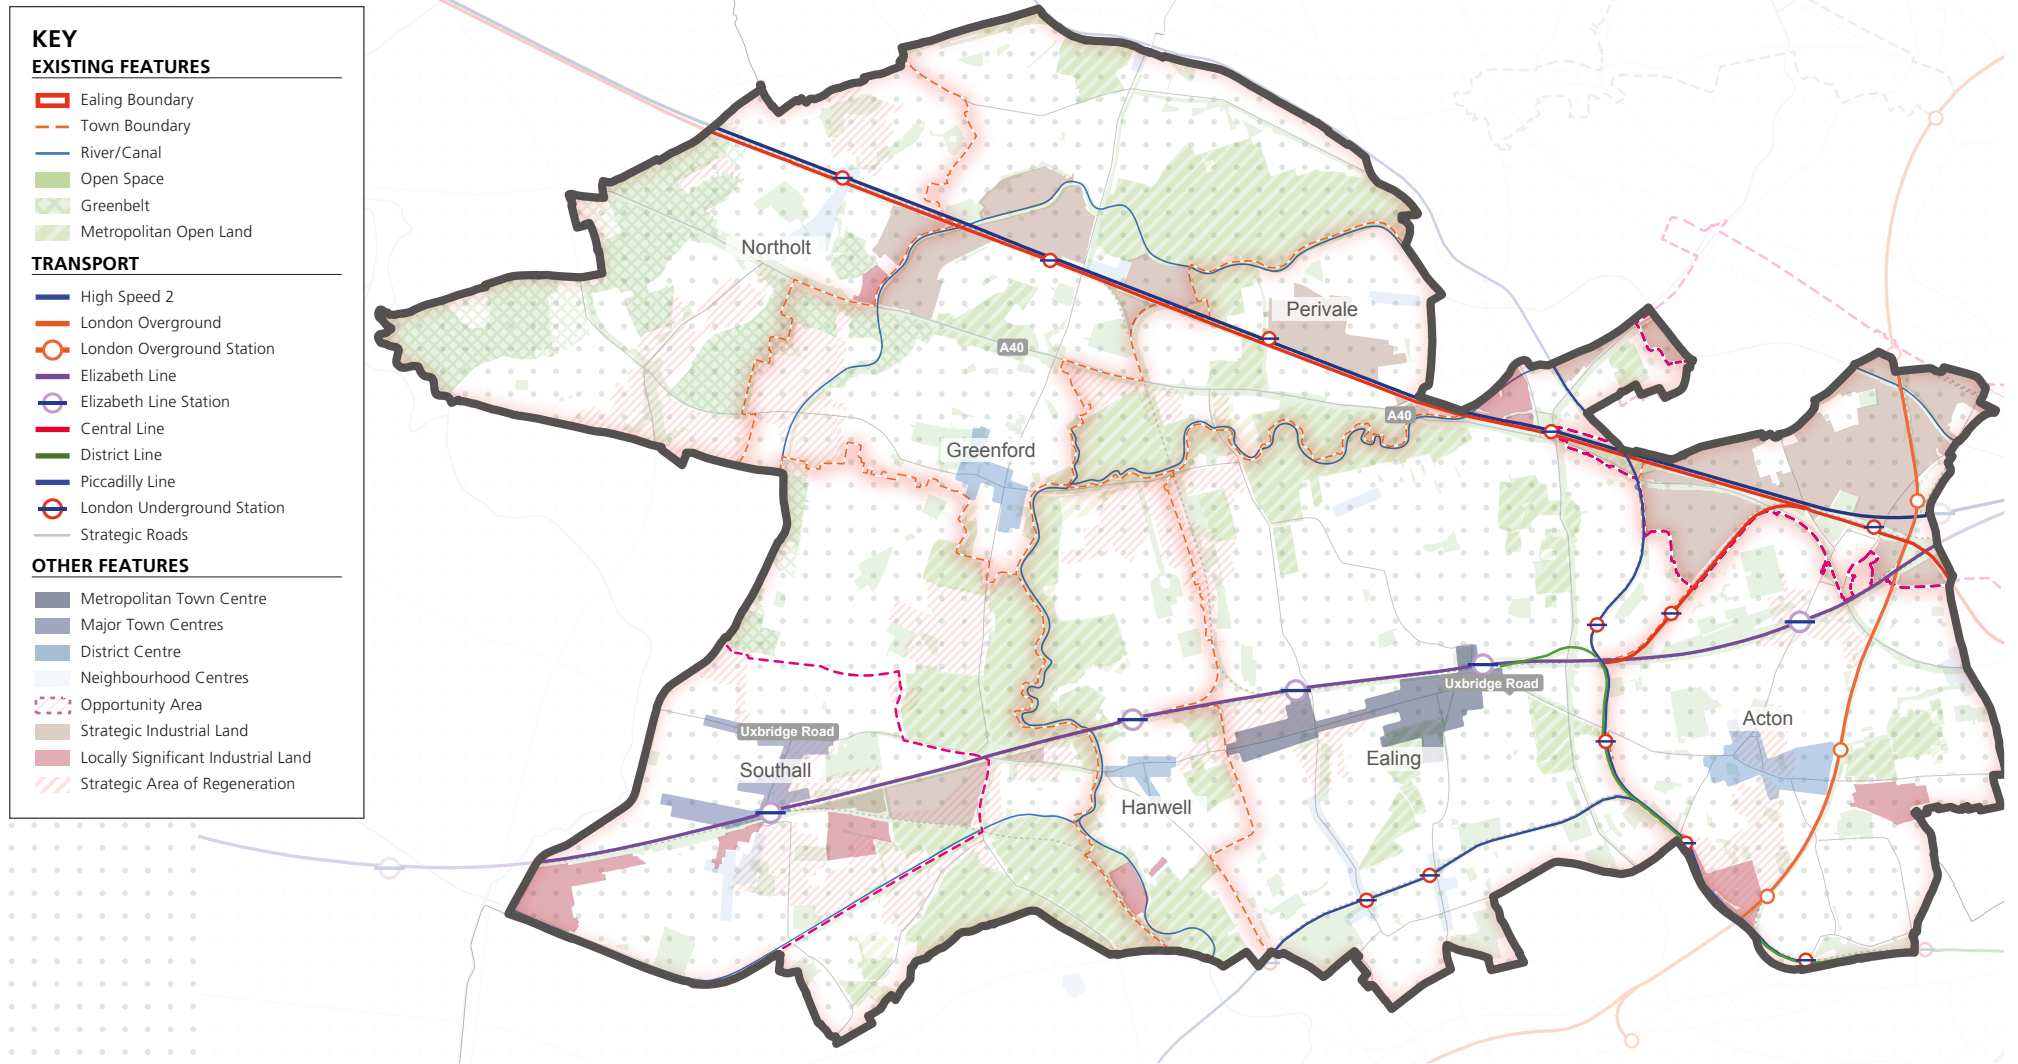 KEY
EXISTING FEATURES
Ealing Boundary
Town Boundary
River/Canal
Open Space
Greenbelt
Metropolitan Open Land
TRANSPORT
High Speed 2
London Overground
London Overground Station
Elizabeth Line
Elizabeth Line Station
Central Line
District Line
Piccadilly Line
London Underground Station
Strategic Roads
OTHER FEATURES
Metropolitan Town Centre
Major Town Centres
District Centre
Neighbourhood Centres
Opportunity Area
Strategic Industrial Land
Locally Significant Industrial Land
Strategic Area of Regeneration
Northolt
Perivale
A40
A40
Greenford
Uxbridge Road
Acton
Uxbridge Road
Ealing
Southall
Hanwell